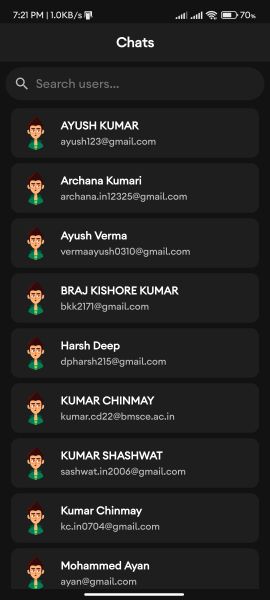 7:21 PM | 1.0KB/s
70%
Chats
Search users...
AYUSH KUMAR
ayush123@gmail.com
Archana Kumari
archana.in12325@gmail.com
Ayush Verma
vermaayush0310@gmail.com
BRAJ KISHORE KUMAR
bkk2171@gmail.com
Harsh Deep
dpharsh215@gmail.com
KUMAR CHINMAY
kumar.cd22@bmsce.ac.in
KUMAR SHASHWAT
sashwat.in2006@gmail.com
Kumar Chinmay
kc.in0704@gmail.com
Mohammed Ayan
ayan@gmail.com